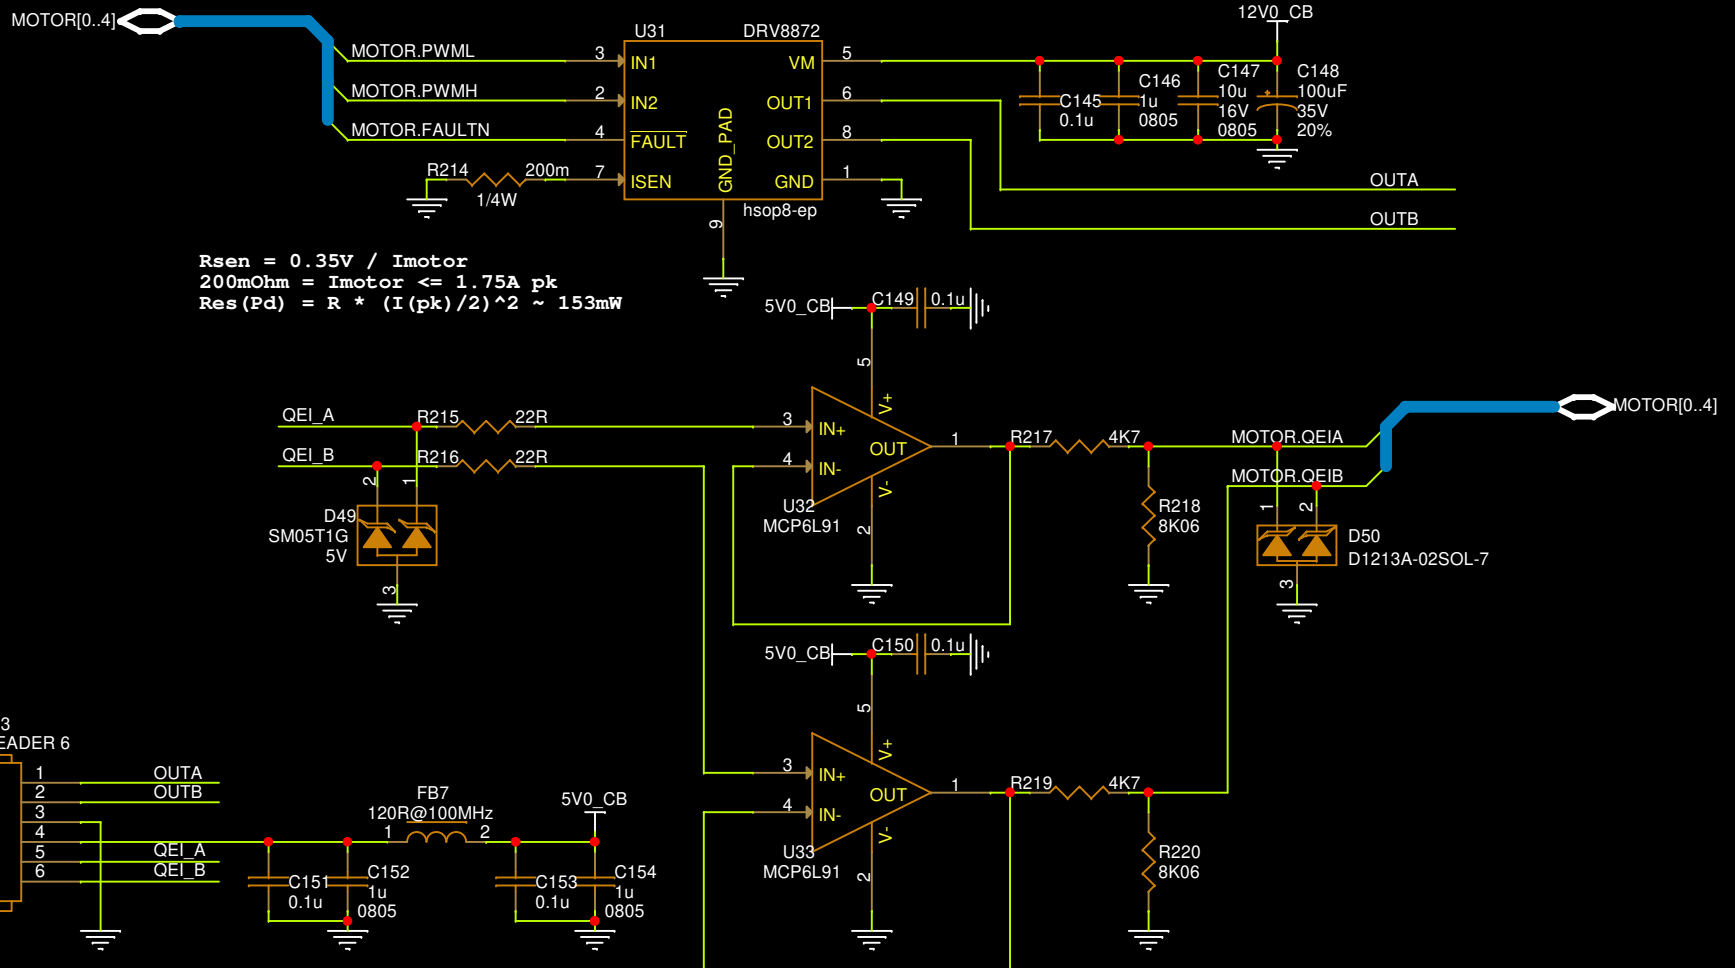 MOTOR[0..4]
MOTOR.PWML
MOTOR.PWMH
MOTOR.FAULTN
R214
200m
1/4W
U31
DRV8872
3
IN1
2
IN2
4
FAULT
7
ISEN
GND_PAD
9
VM
5
OUT1
6
OUT2
8
GND
1
hsop8-ep
12V0_CB
C145
0.1u
C146
1u
0805
C147
10u
16V
0805
+
C148
100uF
35V
20%
OUTA
OUTB
Rsen = 0.35V / Imotor
200mOhm = Imotor <= 1.75A pk
Res(Pd) = R * (I(pk)/2)^2 ~ 153mW
5V0_CB
C149
0.1u
5
QEI_A
R215
22R
QEI_B
R216
22R
2
1
D49
SM05T1G
5V
3
3
IN+
4
IN-
V+
V-
OUT
1
U32
MCP6L91
2
R217
4K7
R218
8K06
MOTOR.QEIA
MOTOR.QEIB
MOTOR[0..4]
1
2
D50
D1213A-02SOL-7
3
5V0_CB
C150
0.1u
5
3
IN+
4
IN-
V+
V-
OUT
1
U33
MCP6L91
2
R219
4K7
R220
8K06
3
EADER 6
1
OUTA
2
OUTB
3
4
5
QEI_A
6
QEI_B
FB7
120R@100MHz
1
2
5V0_CB
C151
0.1u
C152
1u
0805
C153
0.1u
C154
1u
0805